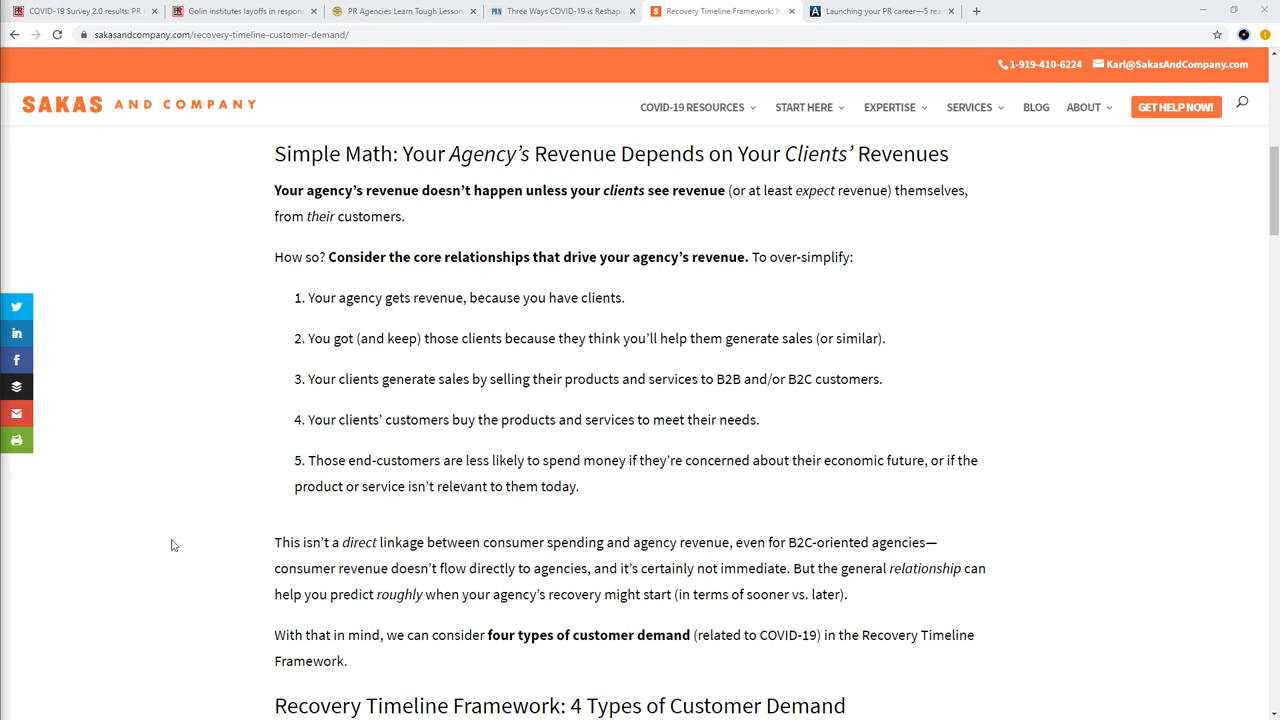 COVID-19 Survey 2.0 results: PR
Golin institutes layoffs in respon
PR Agencies Learn Tough Lesson
PRN Three Ways COVID-19 is Reshapi
S Recovery Timeline Framework: It
A Launching your PR career—5 rea
sakasandcompany.com/recovery-timeline-customer-demand/
1-919-410-6224 Karl@SakasAndCompany.com
SAKAS AND COMPANY
COVID-19 RESOURCES START HERE EXPERTISE SERVICES BLOG ABOUT GET HELP NOW!
Simple Math: Your Agency’s Revenue Depends on Your Clients’ Revenues
Your agency’s revenue doesn’t happen unless your clients see revenue (or at least expect revenue) themselves,
from their customers.
How so? Consider the core relationships that drive your agency’s revenue. To over-simplify:
1. Your agency gets revenue, because you have clients.
2. You got (and keep) those clients because they think you’ll help them generate sales (or similar).
3. Your clients generate sales by selling their products and services to B2B and/or B2C customers.
4. Your clients’ customers buy the products and services to meet their needs.
5. Those end-customers are less likely to spend money if they’re concerned about their economic future, or if the
product or service isn’t relevant to them today.
This isn’t a direct linkage between consumer spending and agency revenue, even for B2C-oriented agencies—
consumer revenue doesn’t flow directly to agencies, and it’s certainly not immediate. But the general relationship can
help you predict roughly when your agency’s recovery might start (in terms of sooner vs. later).
With that in mind, we can consider four types of customer demand (related to COVID-19) in the Recovery Timeline
Framework.
Recovery Timeline Framework: 4 Types of Customer Demand